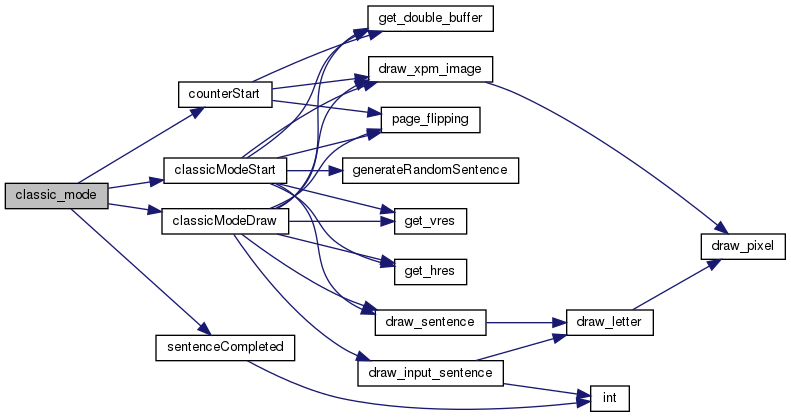 classic_mode
counterStart
classicModeStart
classicModeDraw
sentenceCompleted
get_double_buffer
draw_xpm_image
page_flipping
generateRandomSentence
get_vres
get_hres
draw_sentence
draw_input_sentence
draw_letter
int
draw_pixel